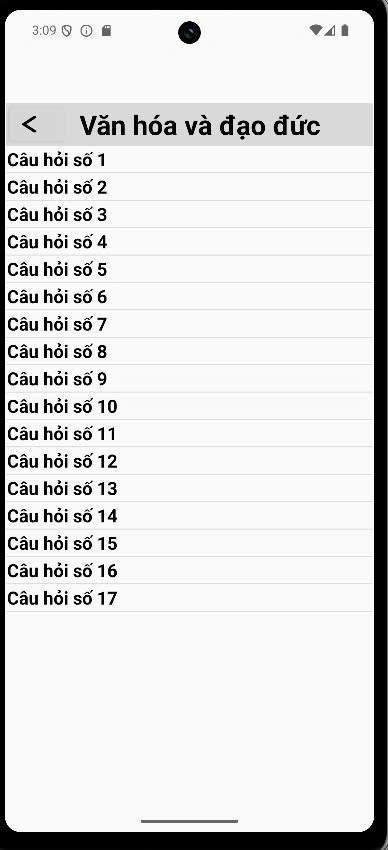 3:09
< Văn hóa và đạo đức
Câu hỏi số 1
Câu hỏi số 2
Câu hỏi số 3
Câu hỏi số 4
Câu hỏi số 5
Câu hỏi số 6
Câu hỏi số 7
Câu hỏi số 8
Câu hỏi số 9
Câu hỏi số 10
Câu hỏi số 11
Câu hỏi số 12
Câu hỏi số 13
Câu hỏi số 14
Câu hỏi số 15
Câu hỏi số 16
Câu hỏi số 17